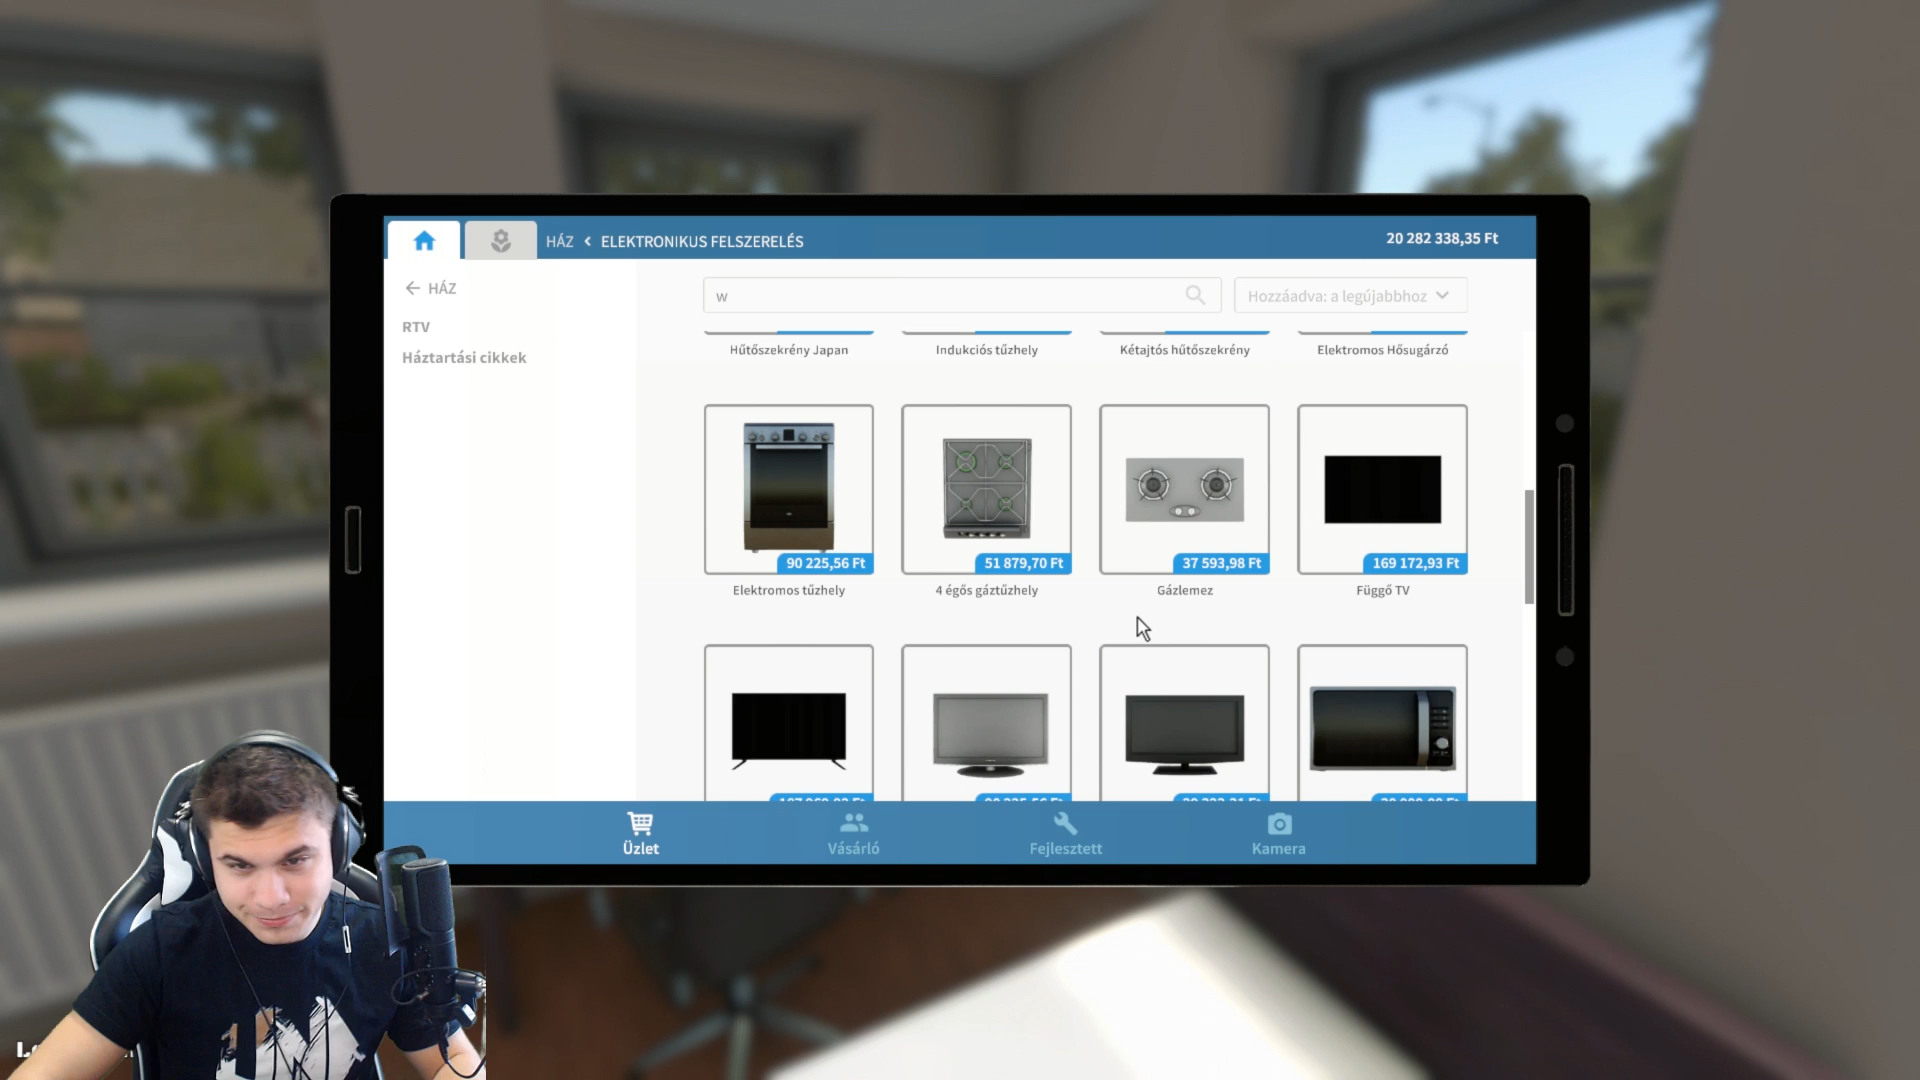 HÁZ < ELEKTRONIKUS FELSZERELÉS
20 282 338,35 Ft
← HÁZ
RTV
Háztartási cikkek
w
Hozzáadva: a legújabbhoz
Hűtőszekrény Japan
Indukciós tűzhely
Kétajtós hűtőszekrény
Elektromos Hősugárzó
90 225,56 Ft
51 879,70 Ft
37 593,98 Ft
169 172,93 Ft
Elektromos tűzhely
4 égős gáztűzhely
Gázlemez
Függő TV
Üzlet
Vásárló
Fejlesztett
Kamera